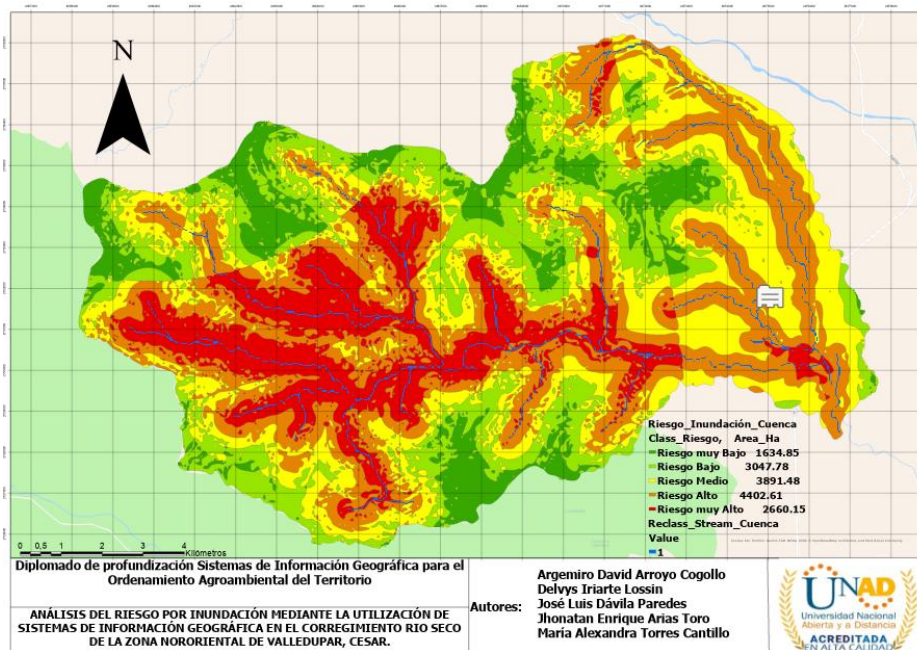 N
Riesgo_Inundación_Cuenca
Class_Riesgo, Area_Ha
Riesgo muy Bajo 1634.85
Riesgo Bajo 3047.78
Riesgo Medio 3891.48
Riesgo Alto 4402.61
Riesgo muy Alto 2660.15
Reclass_Stream_Cuenca
Value
1
0 0,5 1 2 3 4
Kilómetros
Diplomado de profundización Sistemas de Información Geográfica para el
Ordenamiento Agroambiental del Territorio
ANÁLISIS DEL RIESGO POR INUNDACIÓN MEDIANTE LA UTILIZACIÓN DE
SISTEMAS DE INFORMACIÓN GEOGRÁFICA EN EL CORREGIMIENTO RIO SECO
DE LA ZONA NORORIENTAL DE VALLEDUPAR, CESAR.
Autores:
Argemiro David Arroyo Cogollo
Delvys Iriarte Lossin
José Luis Dávila Paredes
Jhonatan Enrique Arias Toro
María Alexandra Torres Cantillo
UNAD
Universidad Nacional
Abierta y a Distancia
ACREDITADA
EN ALTA CALIDAD